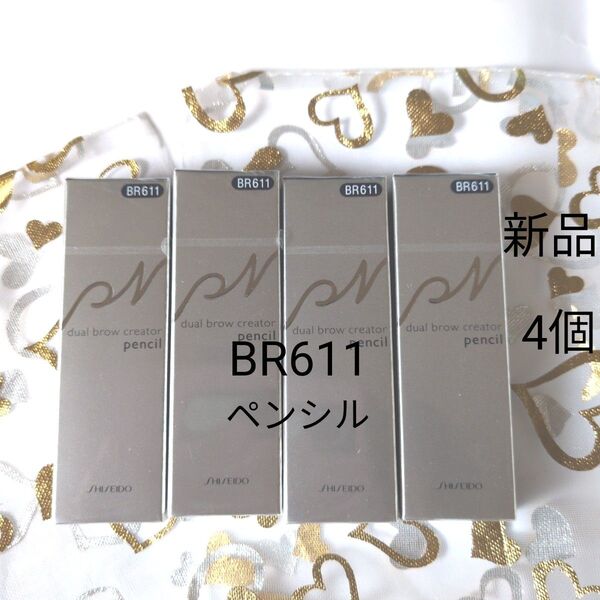 BR611
BR611
BR611
BR611
新品
4個
PN
dual brow creator
pencil
PN
dual brow creator
pencil
PN
dual brow creator
pencil
PN
dual brow creator
pencil
BR611
ペンシル
SHISEIDO
SHISEIDO
SHISEIDO
SHISEIDO